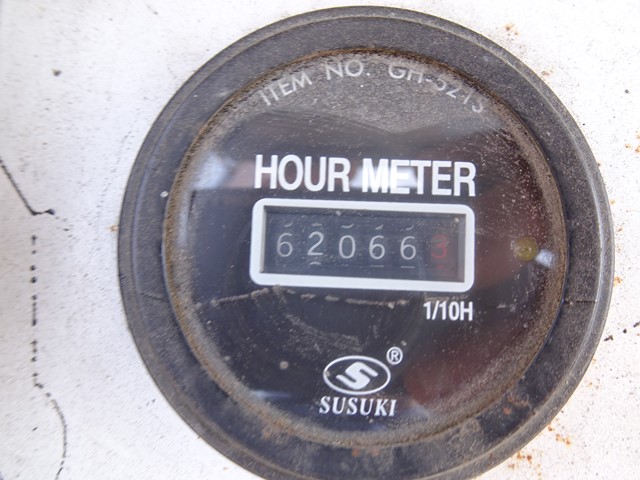 ITEM NO. GH-5213
HOUR METER
620663
1/10H
S®
SUSUKI